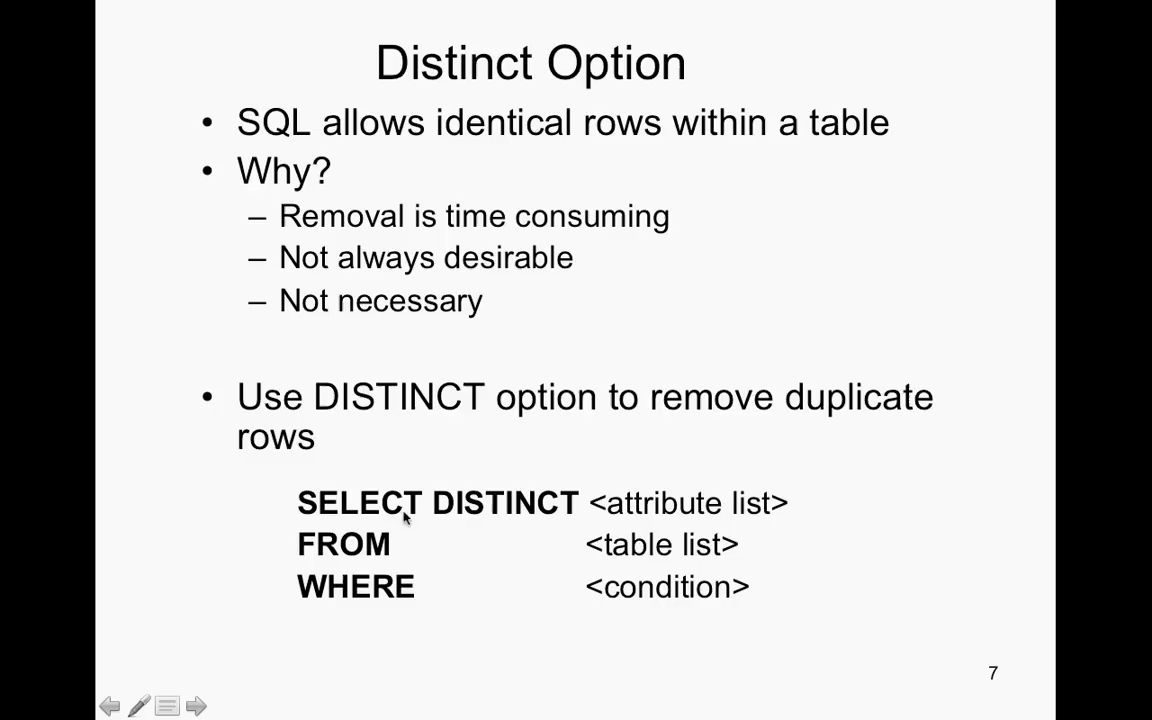 Distinct Option
• SQL allows identical rows within a table
• Why?
– Removal is time consuming
– Not always desirable
– Not necessary
• Use DISTINCT option to remove duplicate
rows
SELECT DISTINCT <attribute list>
FROM <table list>
WHERE <condition>
7